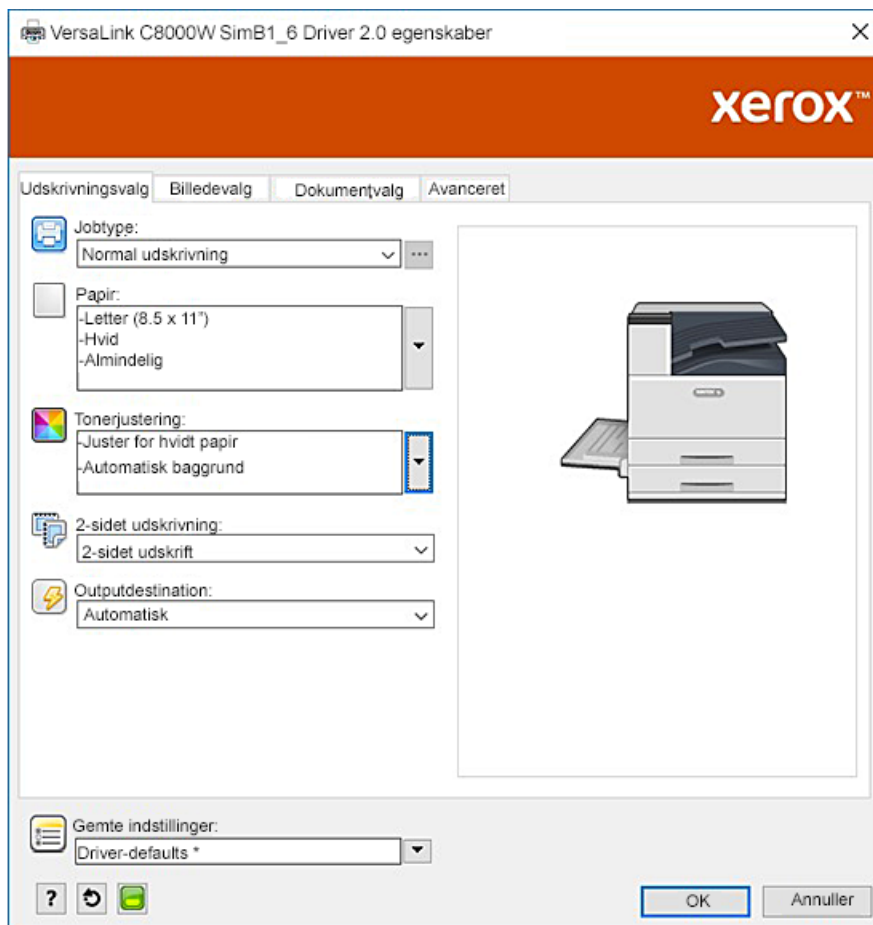 VersaLink C8000W SimB1_6 Driver 2.0 egenskaber
xerox™
Udskrivningsvalg
Billedevalg
Dokumentvalg
Avanceret
Jobtype:
Normal udskrivning
Papir:
-Letter (8.5 x 11”)
-Hvid
-Almindelig
Tonerjustering:
-Juster for hvidt papir
-Automatisk baggrund
2-sidet udskrivning:
2-sidet udskrift
Outputdestination:
Automatisk
Gemte indstillinger:
Driver-defaults *
?
OK
Annuller